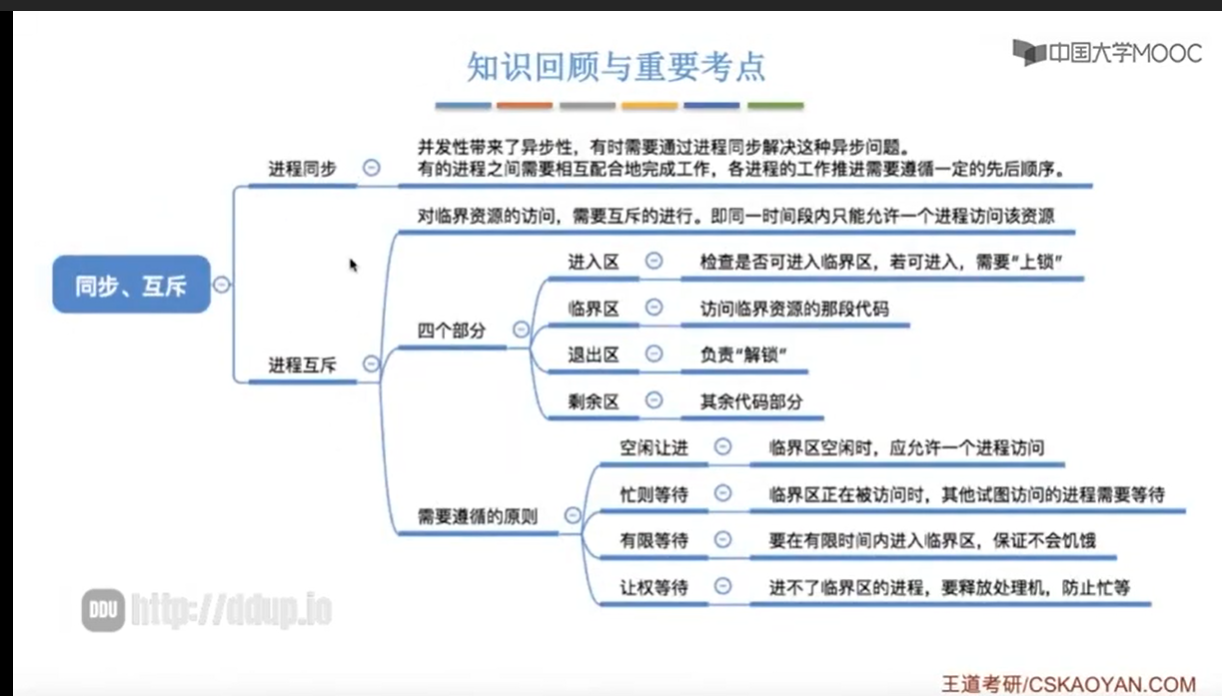 知识回顾与重要考点
中国大学MOOC
同步、互斥
进程同步
并发性带来了异步性，有时需要通过进程同步解决这种异步问题。
有的进程之间需要相互配合地完成工作，各进程的工作推进需要遵循一定的先后顺序。
进程互斥
对临界资源的访问，需要互斥的进行。即同一时间段内只能允许一个进程访问该资源
四个部分
进入区
检查是否可进入临界区，若可进入，需要“上锁”
临界区
访问临界资源的那段代码
退出区
负责“解锁”
剩余区
其余代码部分
需要遵循的原则
空闲让进
临界区空闲时，应允许一个进程访问
忙则等待
临界区正在被访问时，其他试图访问的进程需要等待
有限等待
要在有限时间内进入临界区，保证不会饥饿
让权等待
进不了临界区的进程，要释放处理机，防止忙等
DDU http://ddup.io
王道考研/CSKAOYAN.COM